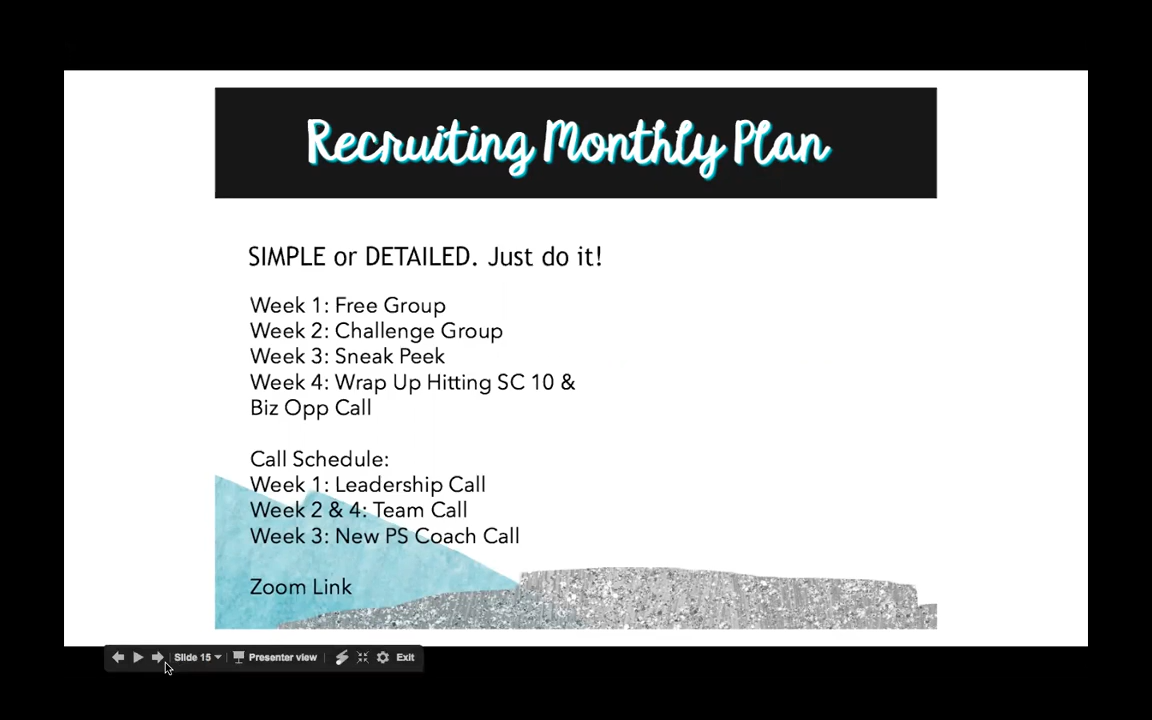 Recruiting Monthly Plan
SIMPLE or DETAILED. Just do it!
Week 1: Free Group
Week 2: Challenge Group
Week 3: Sneak Peek
Week 4: Wrap Up Hitting SC 10 &
Biz Opp Call
Call Schedule:
Week 1: Leadership Call
Week 2 & 4: Team Call
Week 3: New PS Coach Call
Zoom Link
Slide 15 Presenter view Exit